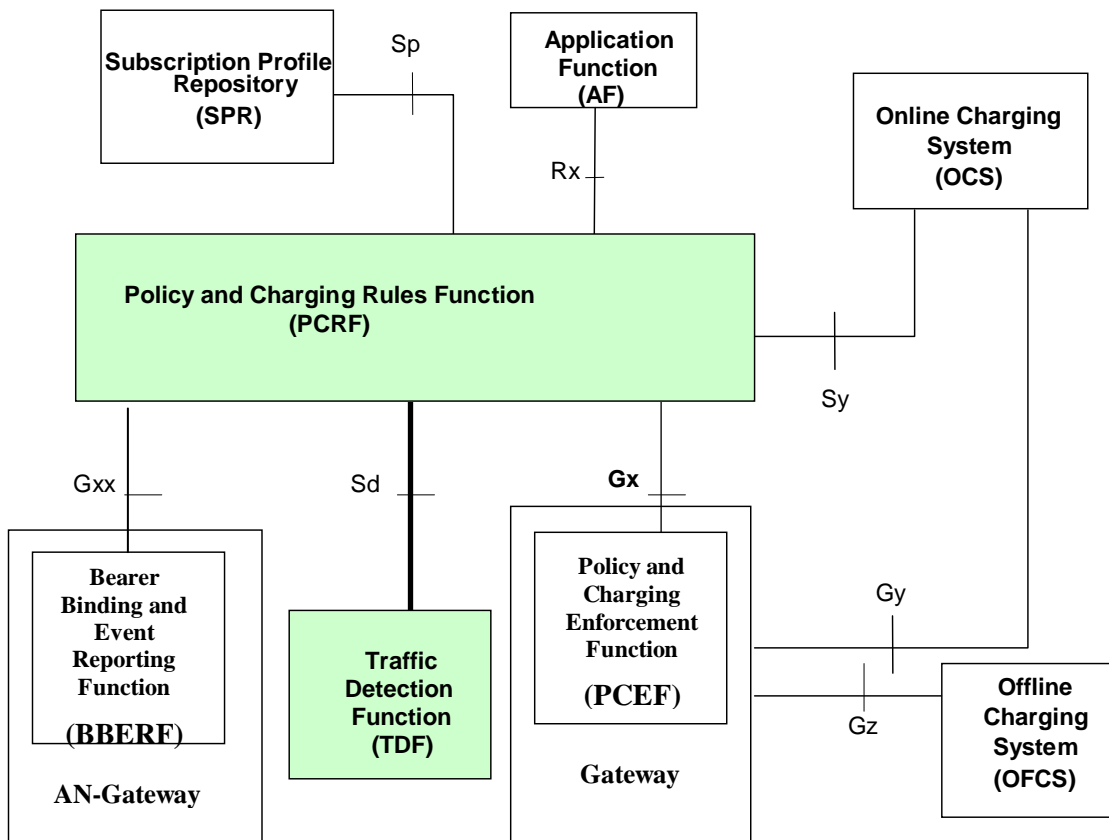 Sp
Subscription Profile
Repository
(SPR)
Application
Function
(AF)
Online Charging
System
(OCS)
Rx
Policy and Charging Rules Function
(PCRF)
Sy
Gxx
Sd
Gx
Bearer
Binding and
Event
Reporting
Function
(BBERF)
AN-Gateway
Traffic
Detection
Function
(TDF)
Policy and
Charging
Enforcement
Function
(PCEF)
Gateway
Gy
Gz
Offline
Charging
System
(OFCS)